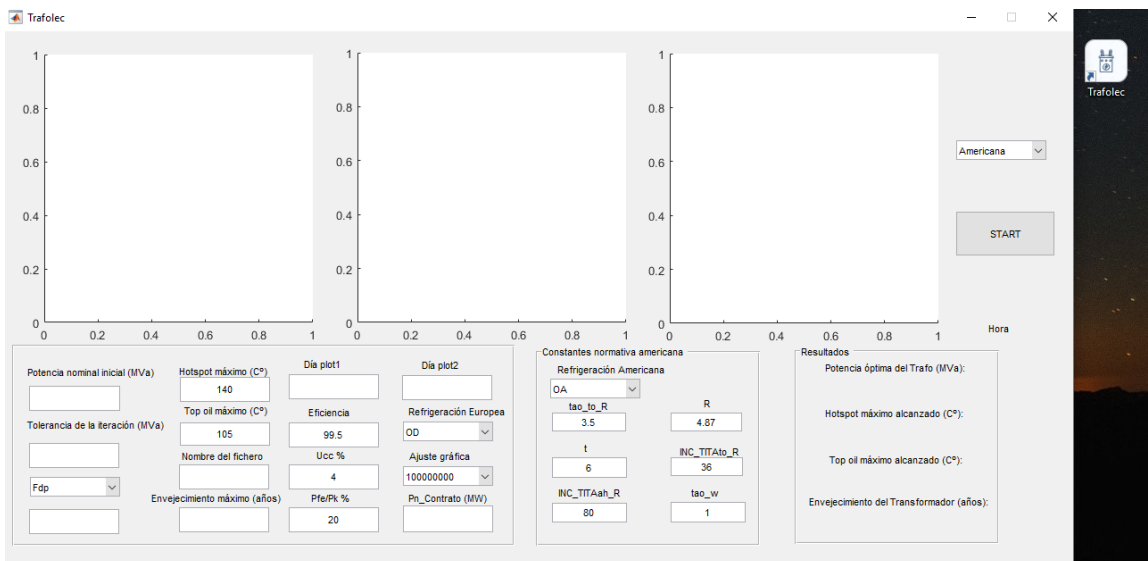 Trafolec
Trafolec
1
0.8
0.6
0.4
0.2
0
0 0.2 0.4 0.6 0.8 1
1
0.8
0.6
0.4
0.2
0
0 0.2 0.4 0.6 0.8 1
1
0.8
0.6
0.4
0.2
0
0 0.2 0.4 0.6 0.8 1
Americana
START
Hora
Potencia nominal inicial (MVa)
Tolerancia de la iteración (MVa)
Fdp
Hotspot máximo (Cº)
140
Top oil máximo (Cº)
105
Nombre del fichero
Envejecimiento máximo (años)
Día plot1
Eficiencia
99.5
Ucc %
4
Pfe/Pk %
20
Día plot2
Refrigeración Europea
OD
Ajuste gráfica
100000000
Pn_Contrato (MW)
Constantes normativa americana
Refrigeración Americana
OA
tao_to_R
3.5
R
4.87
t
6
INC_TITAto_R
36
INC_TITAah_R
80
tao_w
1
Resultados
Potencia óptima del Trafo (MVa):
Hotspot máximo alcanzado (Cº):
Top oil máximo alcanzado (Cº):
Envejecimiento del Transformador (años):